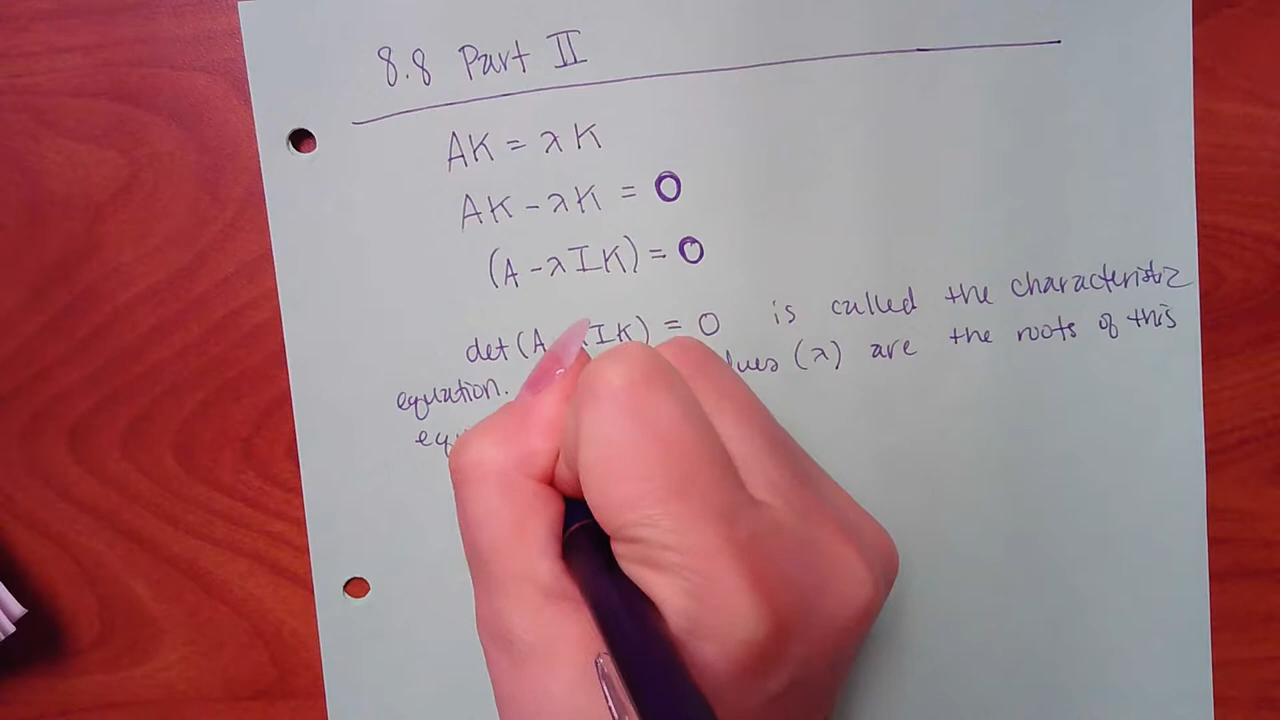 8.8 Part II
AK = λK
AK - λK = 0
(A - λIK) = 0
det(A IK) = 0 is called the characteristic
equation. (λ) are the roots of this